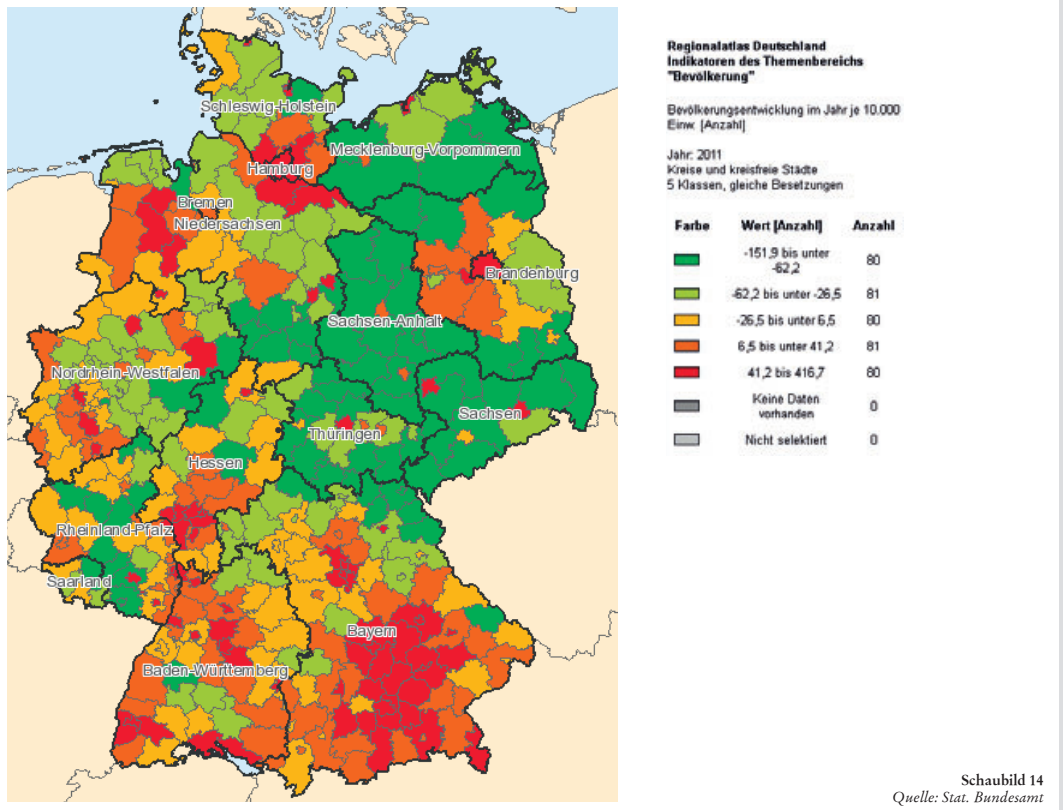 Schleswig-Holstein
Mecklenburg-Vorpommern
Hamburg
Bremen
Niedersachsen
Brandenburg
Sachsen-Anhalt
Nordrhein-Westfalen
Sachsen
Thüringen
Hessen
Rheinland-Pfalz
Saarland
Bayern
Baden-Württemberg
Regionalatlas Deutschland
Indikatoren des Themenbereichs
"Bevölkerung"
Bevölkerungsentwicklung im Jahr je 10.000
Einw. [Anzahl]
Jahr: 2011
Kreise und kreisfreie Städte
5 Klassen, gleiche Besetzungen
Farbe Wert [Anzahl] Anzahl
-151,9 bis unter
-62,2 80
-62,2 bis unter -26,5 81
-26,5 bis unter 6,5 80
6,5 bis unter 41,2 81
41,2 bis 416,7 80
Keine Daten
vorhanden 0
Nicht selektiert 0
Schaubild 14
Quelle: Stat. Bundesamt